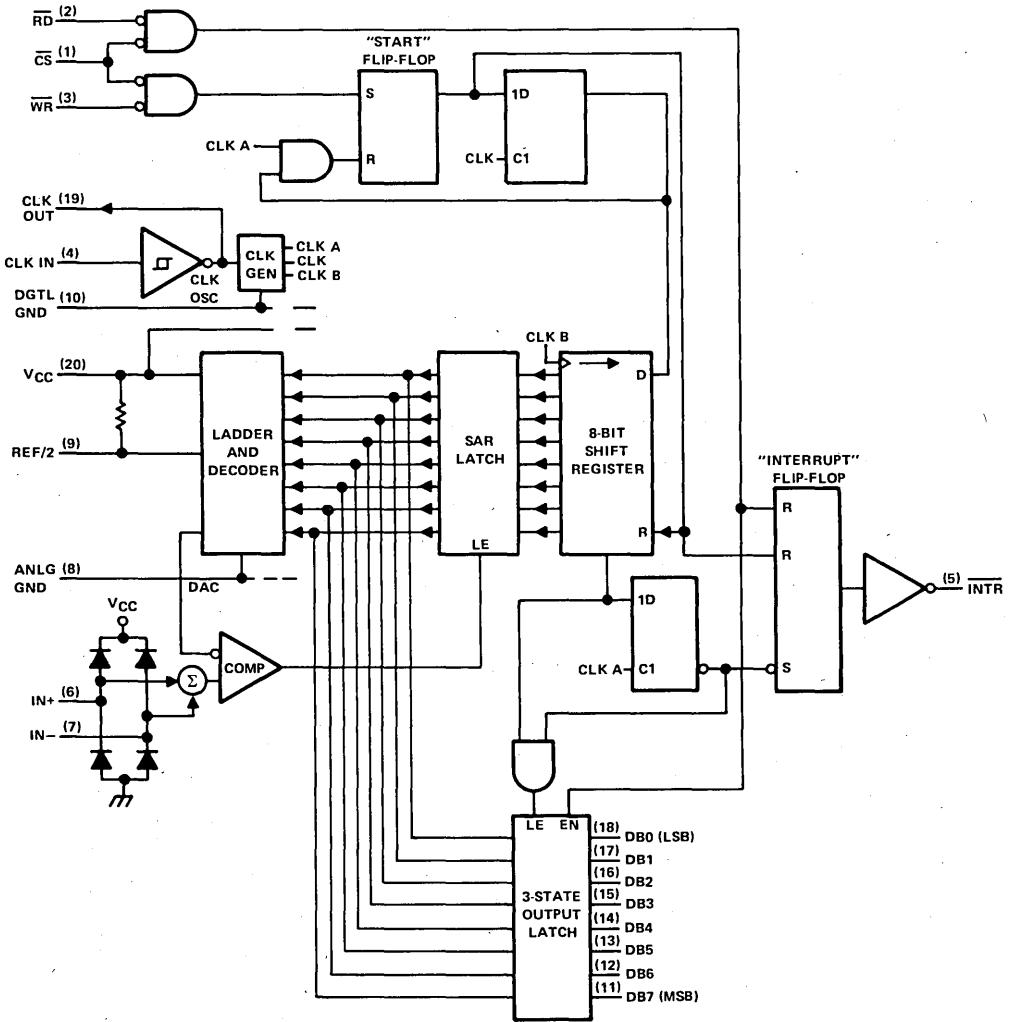 RD (2)
CS (1)
WR (3)
"START"
FLIP-FLOP
S
R
1D
C1
CLK
CLK A
CLK (19)
OUT
CLK IN (4)
CLK
OSC
CLK
GEN
CLK A
CLK
CLK B
DGTL (10)
GND
VCC (20)
REF/2 (9)
LADDER
AND
DECODER
SAR
LATCH
LE
CLK B
D
8-BIT
SHIFT
REGISTER
R
"INTERRUPT"
FLIP-FLOP
R
R
S
(5) INTR
ANLG (8)
GND
DAC
1D
CLK A
C1
VCC
COMP
Σ
IN+ (6)
IN– (7)
LE EN
3-STATE
OUTPUT
LATCH
(18) DB0 (LSB)
(17) DB1
(16) DB2
(15) DB3
(14) DB4
(13) DB5
(12) DB6
(11) DB7 (MSB)